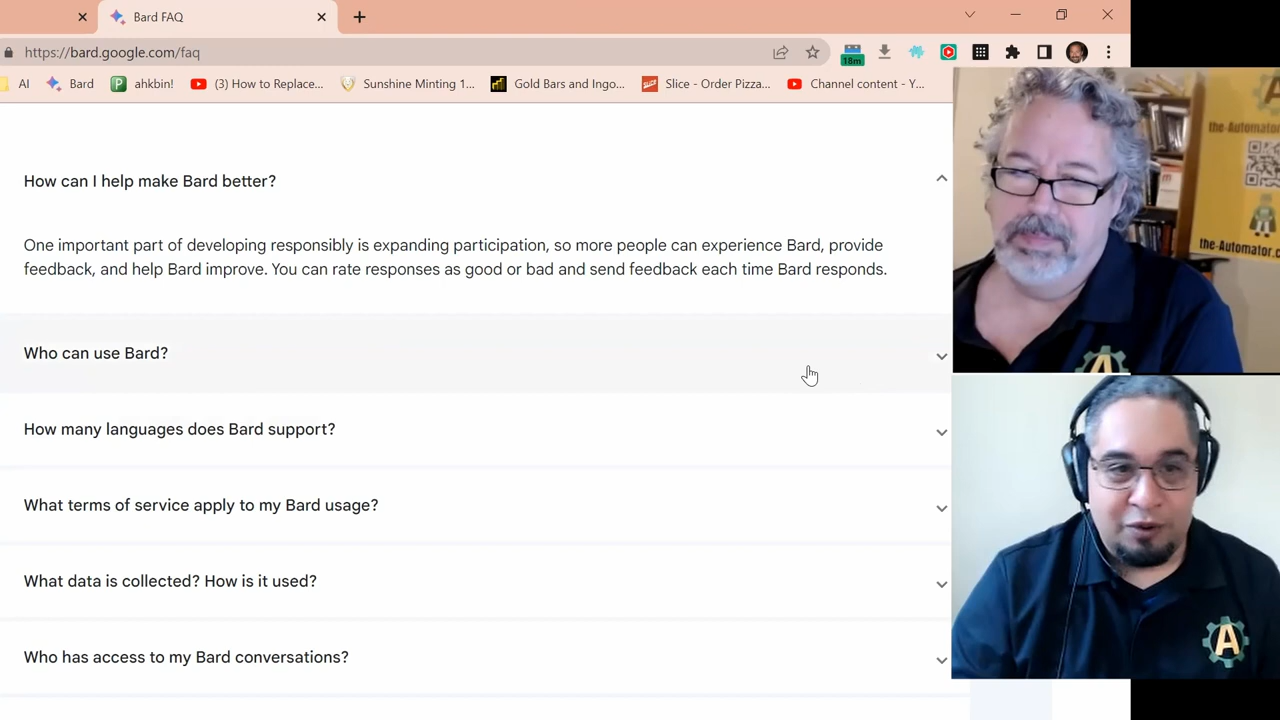 Bard FAQ
https://bard.google.com/faq
18m
AI
Bard
ahkbin!
(3) How to Replace...
Sunshine Minting 1...
Gold Bars and Ingo...
SLICE
Slice - Order Pizza...
Channel content - Y...
How can I help make Bard better?
One important part of developing responsibly is expanding participation, so more people can experience Bard, provide
feedback, and help Bard improve. You can rate responses as good or bad and send feedback each time Bard responds.
Who can use Bard?
How many languages does Bard support?
What terms of service apply to my Bard usage?
What data is collected? How is it used?
Who has access to my Bard conversations?
the-Automator
the-Automator.c
A
A